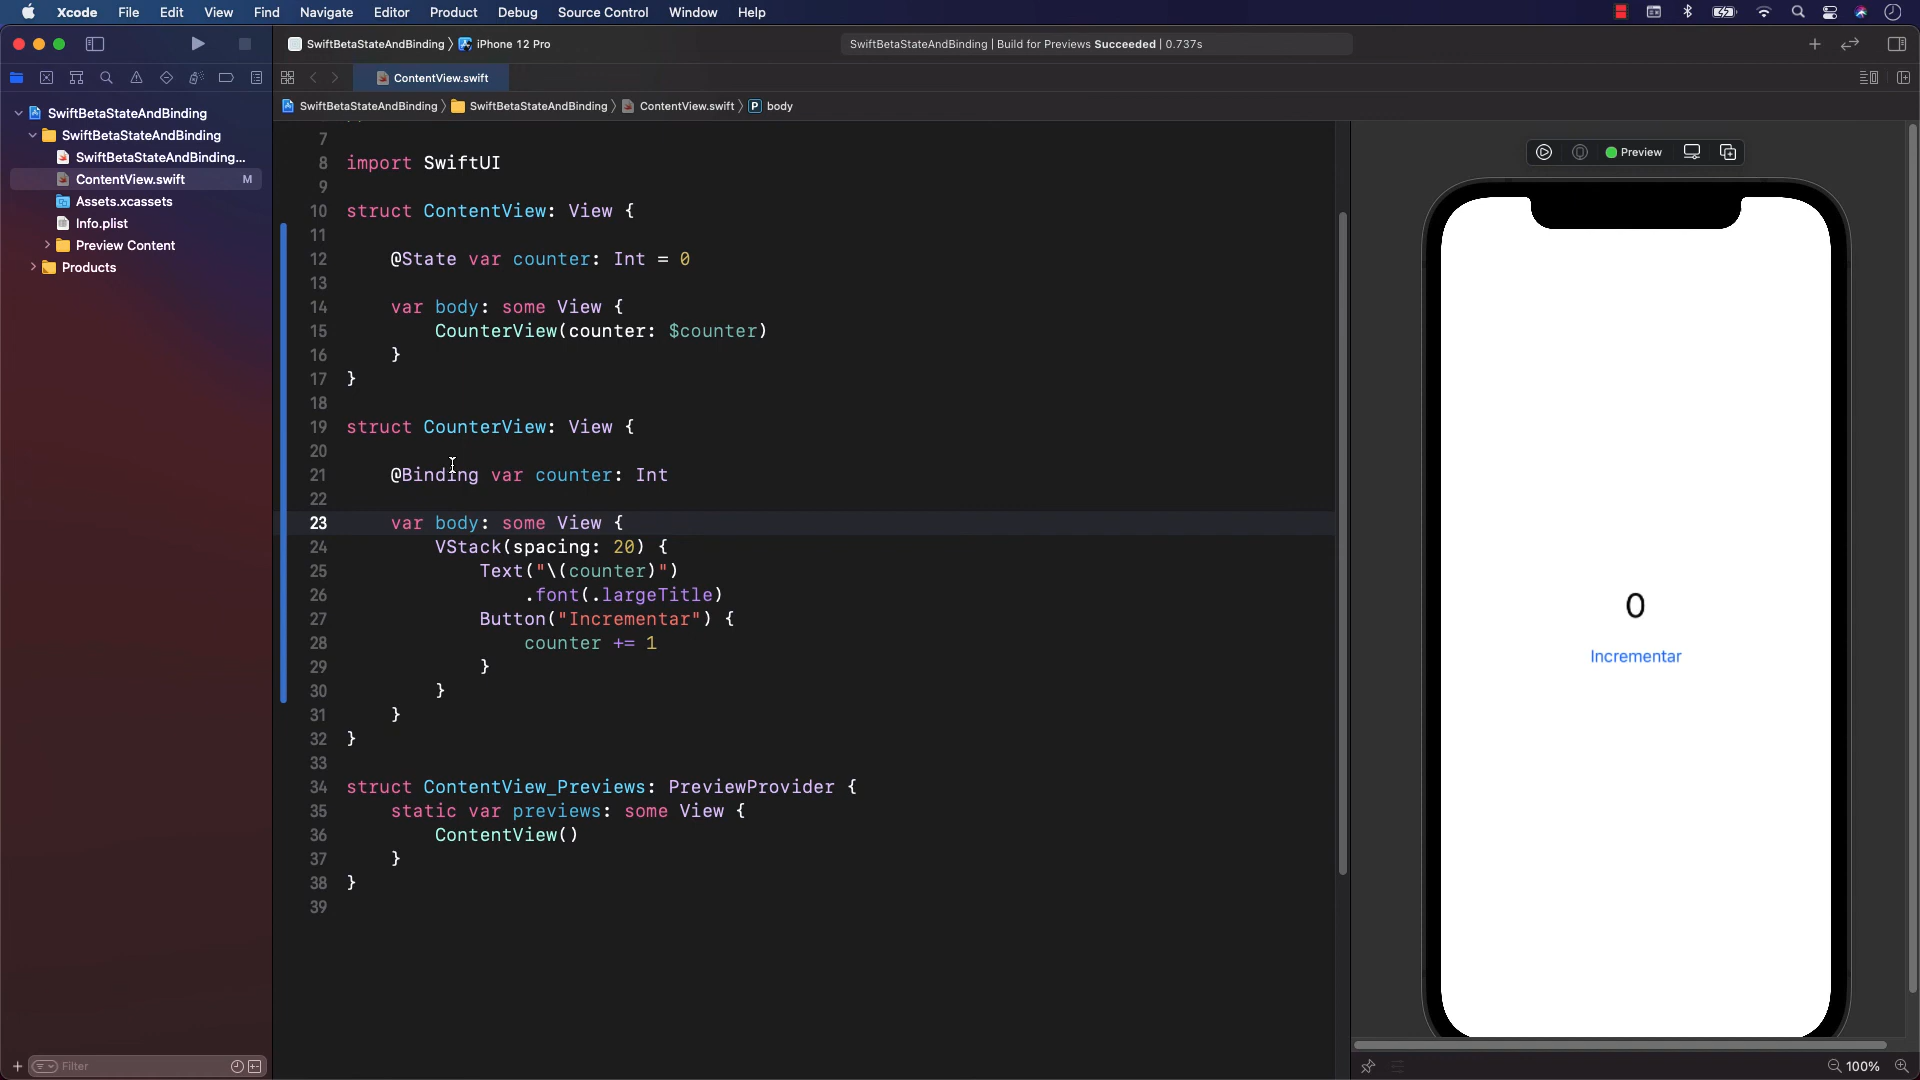 Xcode File Edit View Find Navigate Editor Product Debug Source Control Window Help
SwiftBetaStateAndBinding iPhone 12 Pro
SwiftBetaStateAndBinding | Build for Previews Succeeded | 0.737s
ContentView.swift
SwiftBetaStateAndBinding SwiftBetaStateAndBinding ContentView.swift P body
SwiftBetaStateAndBinding
SwiftBetaStateAndBinding
SwiftBetaStateAndBinding...
ContentView.swift M
Assets.xcassets
Info.plist
Preview Content
Products
Filter
7
8 import SwiftUI
9
10 struct ContentView: View {
11
12 @State var counter: Int = 0
13
14 var body: some View {
15 CounterView(counter: $counter)
16 }
17 }
18
19 struct CounterView: View {
20
21 @Binding var counter: Int
22
23 var body: some View {
24 VStack(spacing: 20) {
25 Text("\(counter)")
26 .font(.largeTitle)
27 Button("Incrementar") {
28 counter += 1
29 }
30 }
31 }
32 }
33
34 struct ContentView_Previews: PreviewProvider {
35 static var previews: some View {
36 ContentView()
37 }
38 }
39
Preview
0
Incrementar
100%